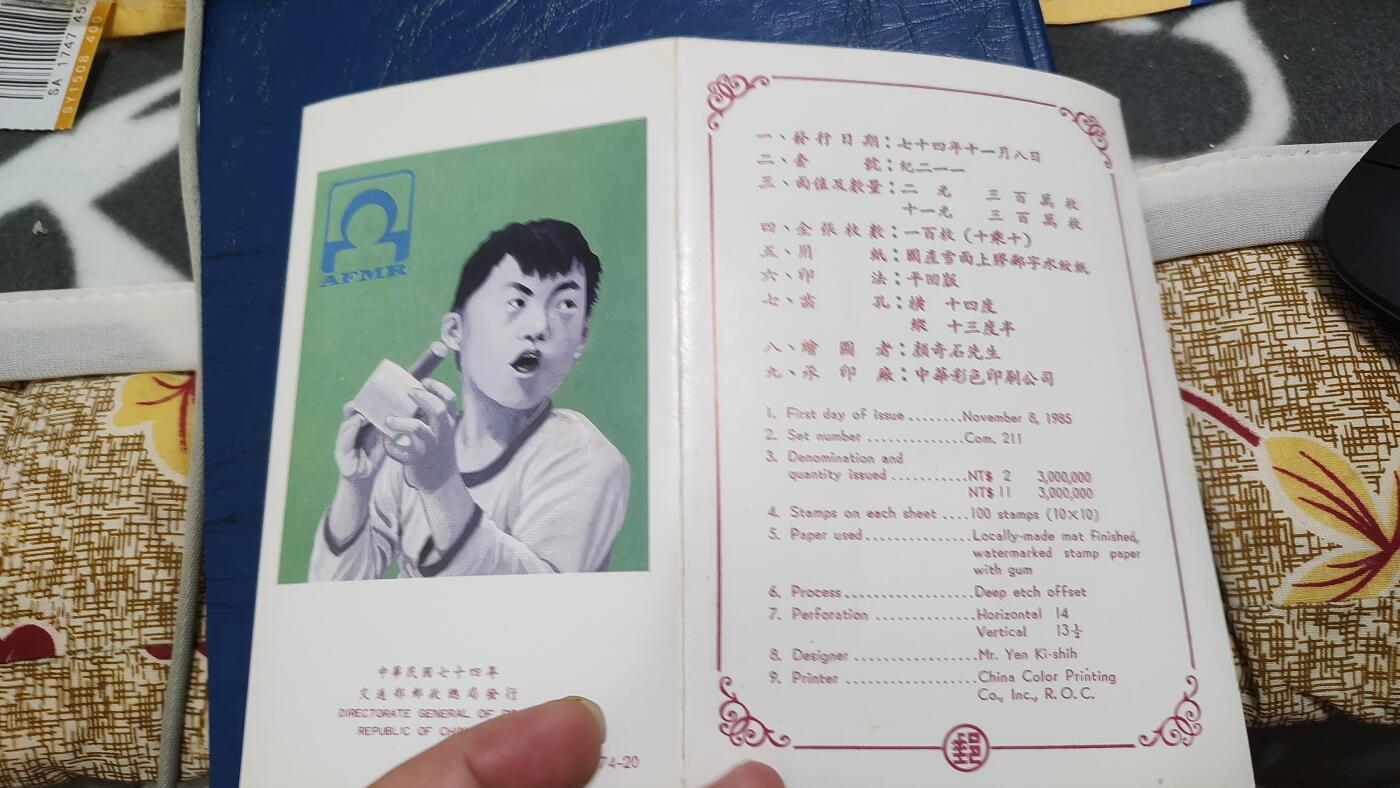 SA 1747 45
SY1508 400
AFMR
中華民國七十四年
交通部郵政總局發行
DIRECTORATE GENERAL OF
REPUBLIC OF
74-20
一、發行日期：七十四年十一月八日
二、套號：紀二一一
三、面值及數量：二元 三百萬枚
十一元 三百萬枚
四、全張枚數：一百枚（十乘十）
五、用紙：國產雪面上膠郵字水紋紙
六、印法：平凹版
七、齒孔：橫 十四度
縱 十三度半
八、繪圖者：顏奇石先生
九、承印廠：中華彩色印刷公司
1. First day of issue ........November 8, 1985
2. Set number ..............Com. 211
3. Denomination and
quantity issued ...........NT$ 2 3,000,000
NT$ 11 3,000,000
4. Stamps on each sheet ....100 stamps (10×10)
5. Paper used................Locally-made mat finished,
watermarked stamp paper
with gum
6. Process...................Deep etch offset
7. Perforation ...............Horizontal 14
Vertical 13½
8. Designer ..................Mr. Yen Ki-shih
9. Printer ....................China Color Printing
Co., Inc., R.O.C.
郵